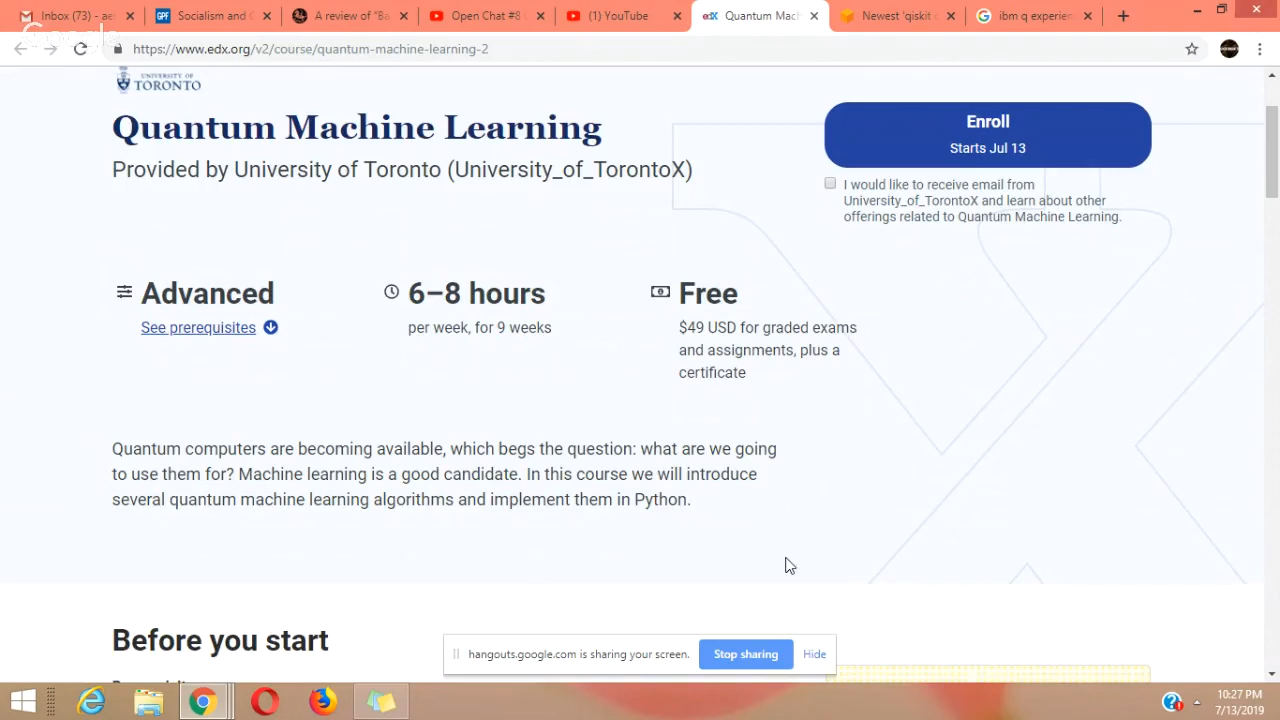 Inbox (73) - aes
Socialism and C
A review of "Ba
Open Chat #8 (
(1) YouTube
edX Quantum Mach
Newest 'qiskit' c
ibm q experienc
https://www.edx.org/v2/course/quantum-machine-learning-2
UNIVERSITY OF
TORONTO
Quantum Machine Learning
Provided by University of Toronto (University_of_TorontoX)
Enroll
Starts Jul 13
I would like to receive email from
University_of_TorontoX and learn about other
offerings related to Quantum Machine Learning.
Advanced
See prerequisites
6–8 hours
per week, for 9 weeks
Free
$49 USD for graded exams
and assignments, plus a
certificate
Quantum computers are becoming available, which begs the question: what are we going
to use them for? Machine learning is a good candidate. In this course we will introduce
several quantum machine learning algorithms and implement them in Python.
Before you start
hangouts.google.com is sharing your screen.
Stop sharing
Hide
10:27 PM
7/13/2019